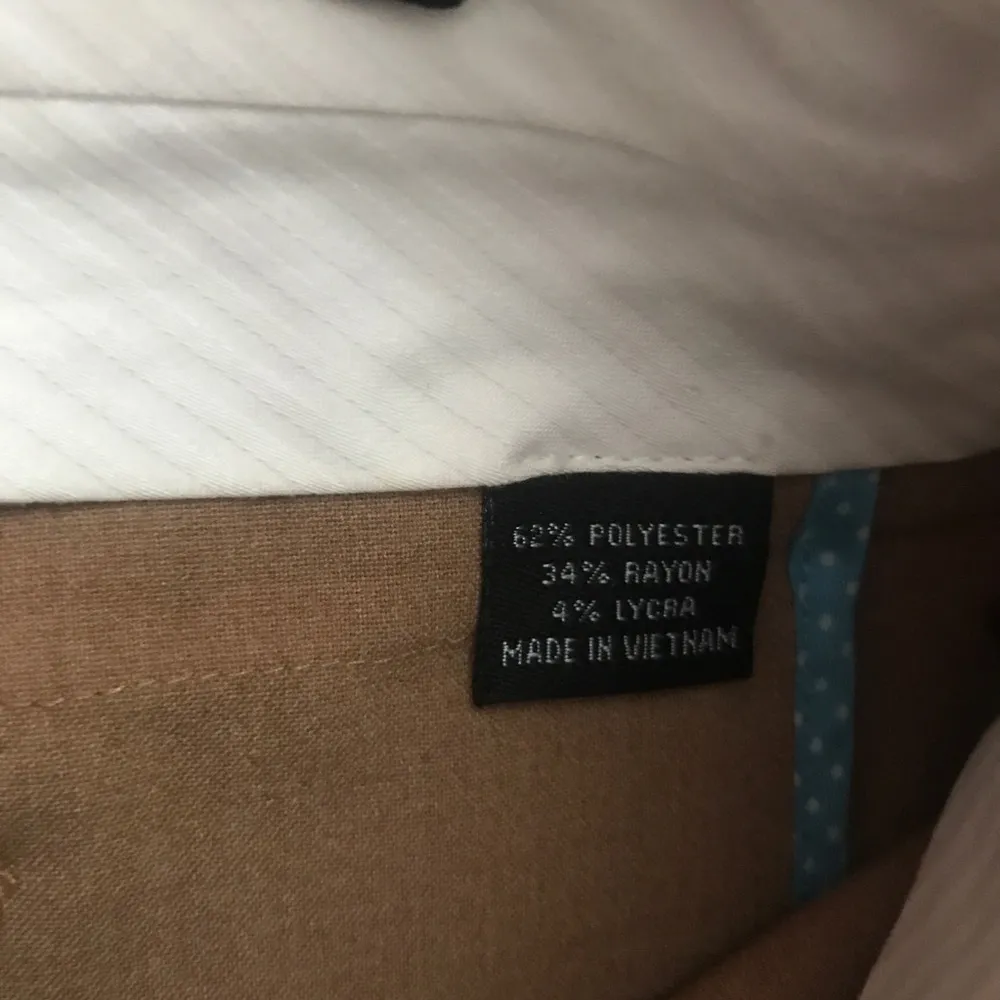 62% POLYESTER
34% RAYON
4% LYCRA
MADE IN VIETNAM